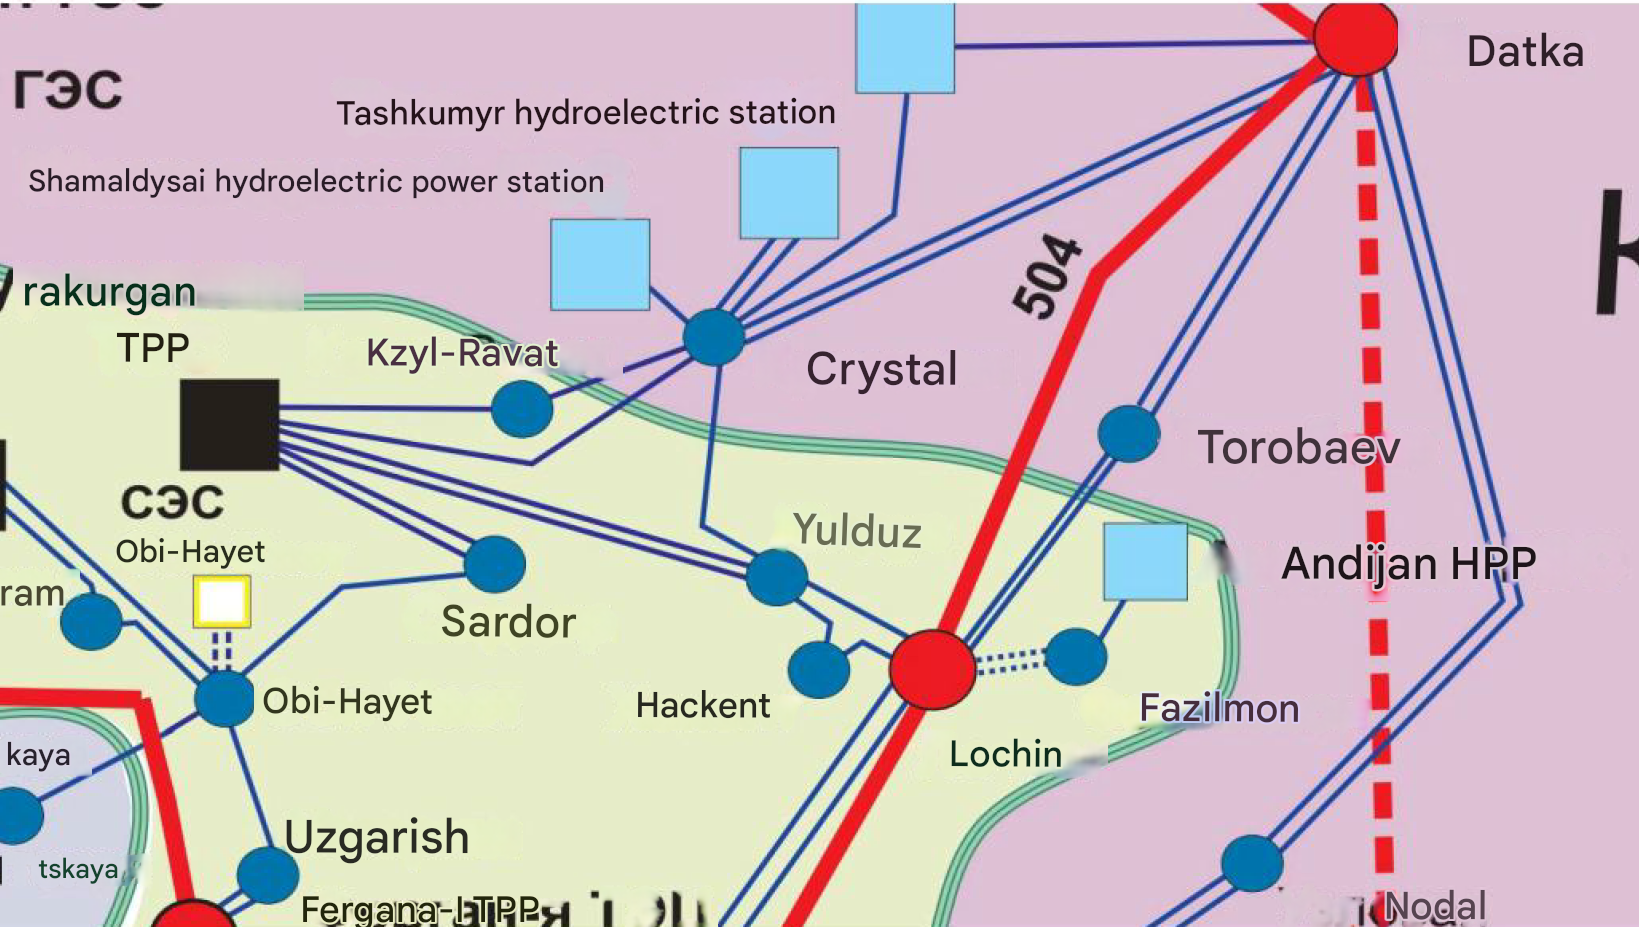 ГЭС
Datka
Tashkumyr hydroelectric station
Shamaldysai hydroelectric power station
rakurgan
TPP
504
Kzyl-Ravat
Crystal
Torobaev
СЭС
Yulduz
Obi-Hayet
Andijan HPP
ram
Sardor
Obi-Hayet
Hackent
Fazilmon
kaya
Lochin
Uzgarish
tskaya
Fergana-I TPP
Nodal